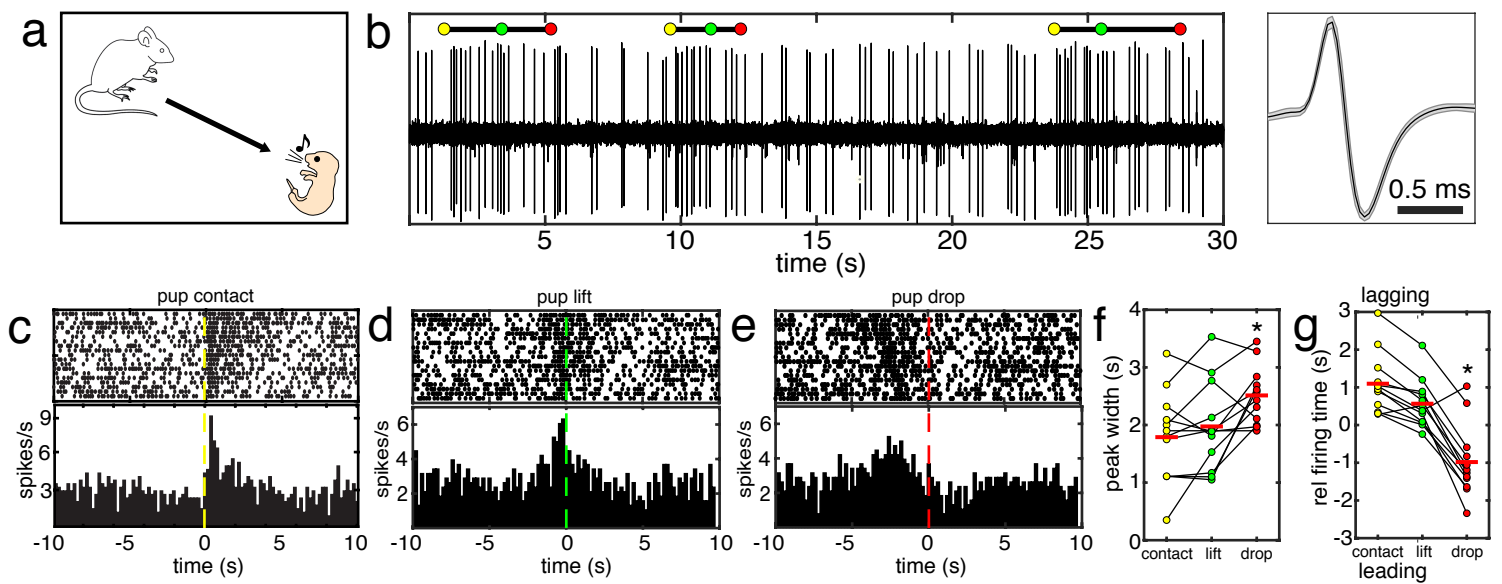 a
b
5 10 15 20 25 30
time (s)
0.5 ms
c
pup contact
9
6
3
spikes/s
-10 -5 0 5 10
time (s)
d
pup lift
6
4
2
spikes/s
-10 -5 0 5 10
time (s)
e
pup drop
6
4
2
spikes/s
-10 -5 0 5 10
time (s)
f
4
3
2
1
0
peak width (s)
*
contact lift drop
g
lagging
3
2
1
0
-1
-2
-3
rel firing time (s)
*
contact lift drop
leading